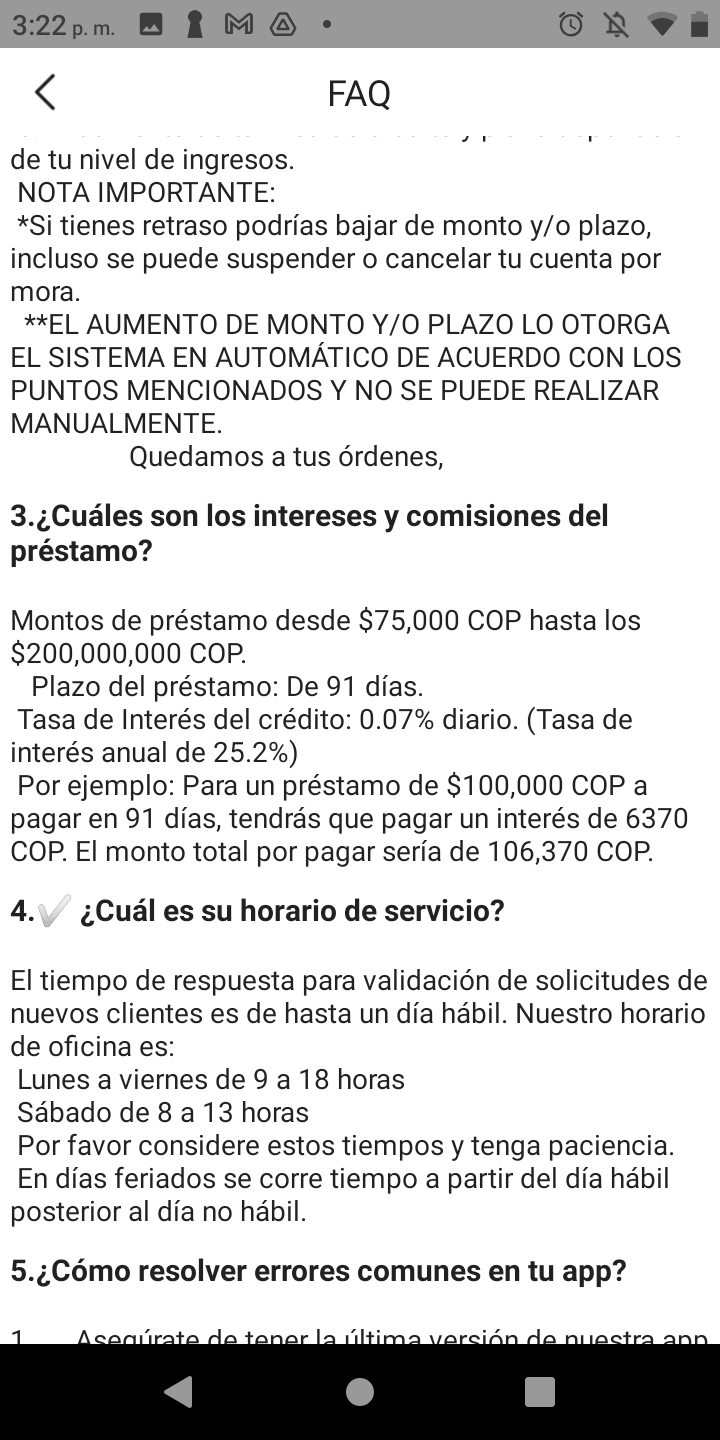 3:22 p. m.
FAQ
de tu nivel de ingresos.
NOTA IMPORTANTE:
*Si tienes retraso podrías bajar de monto y/o plazo,
incluso se puede suspender o cancelar tu cuenta por
mora.
**EL AUMENTO DE MONTO Y/O PLAZO LO OTORGA
EL SISTEMA EN AUTOMÁTICO DE ACUERDO CON LOS
PUNTOS MENCIONADOS Y NO SE PUEDE REALIZAR
MANUALMENTE.
Quedamos a tus órdenes,
3.¿Cuáles son los intereses y comisiones del
préstamo?
Montos de préstamo desde $75,000 COP hasta los
$200,000,000 COP.
Plazo del préstamo: De 91 días.
Tasa de Interés del crédito: 0.07% diario. (Tasa de
interés anual de 25.2%)
Por ejemplo: Para un préstamo de $100,000 COP a
pagar en 91 días, tendrás que pagar un interés de 6370
COP. El monto total por pagar sería de 106,370 COP.
4.✔ ¿Cuál es su horario de servicio?
El tiempo de respuesta para validación de solicitudes de
nuevos clientes es de hasta un día hábil. Nuestro horario
de oficina es:
Lunes a viernes de 9 a 18 horas
Sábado de 8 a 13 horas
Por favor considere estos tiempos y tenga paciencia.
En días feriados se corre tiempo a partir del día hábil
posterior al día no hábil.
5.¿Cómo resolver errores comunes en tu app?
1. Asegúrate de tener la última versión de nuestra app